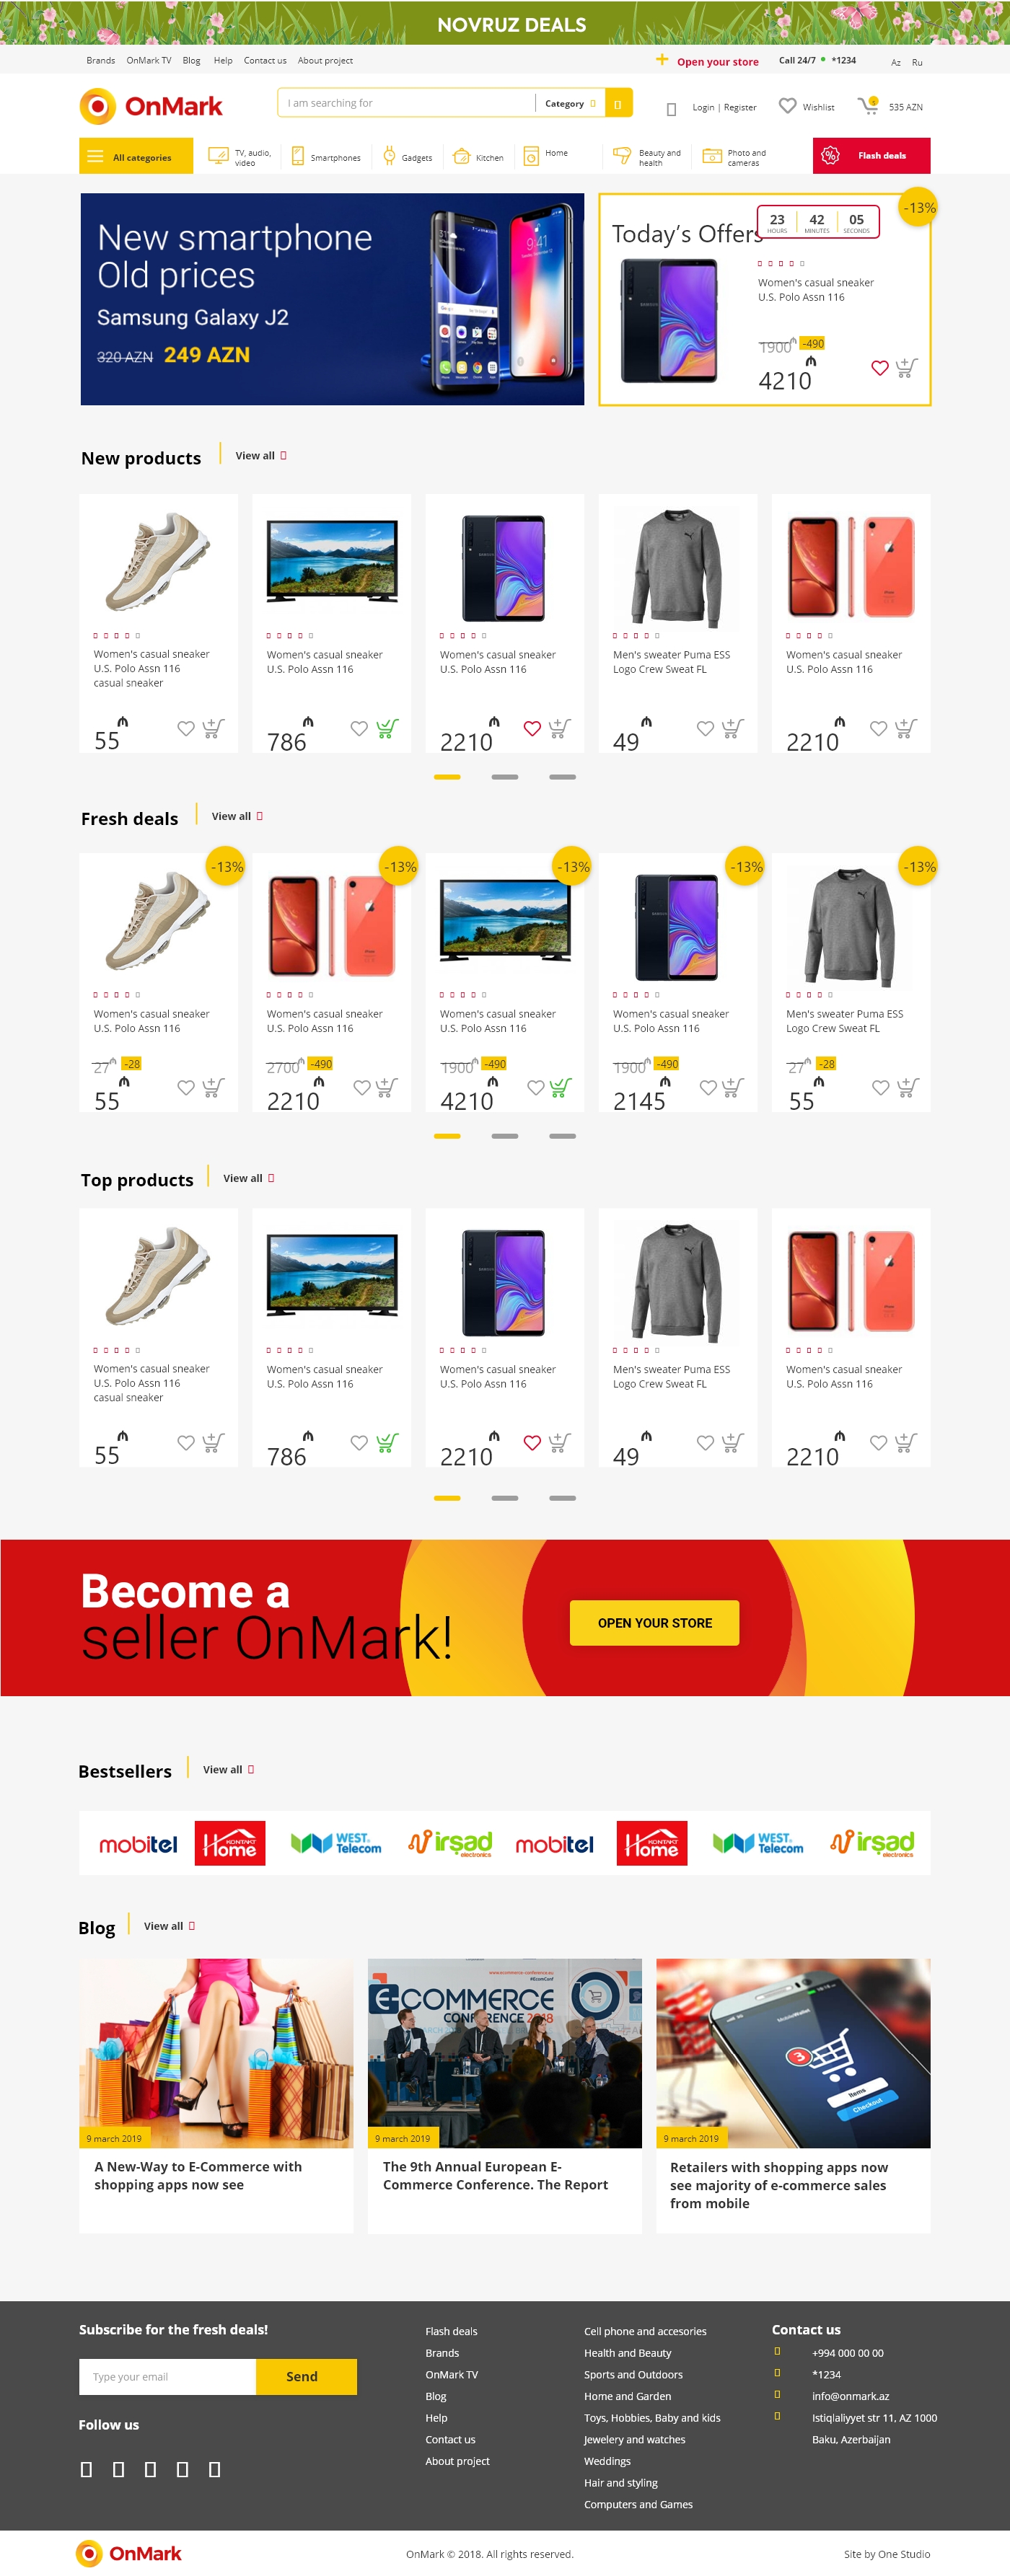 NOVRUZ DEALS
Brands OnMark TV Blog Help Contact us About project
Open your store
Call 24/7 *1234
Az Ru
OnMark
I am searching for
Category
Login | Register
Wishlist
535 AZN
All categories
TV, audio,
video
Smartphones
Gadgets
Kitchen
Home
Beauty and
health
Photo and
cameras
Flash deals
New smartphone
Old prices
Samsung Galaxy J2
320 AZN 249 AZN
Today's Offers
23 42 05
HOURS MINUTES SECONDS
-13%
Women's casual sneaker
U.S. Polo Assn 116
1900₼ -490
4210₼
New products
View all
Women's casual sneaker
U.S. Polo Assn 116
casual sneaker
55₼
Women's casual sneaker
U.S. Polo Assn 116
786₼
Women's casual sneaker
U.S. Polo Assn 116
2210₼
Men's sweater Puma ESS
Logo Crew Sweat FL
49₼
Women's casual sneaker
U.S. Polo Assn 116
2210₼
Fresh deals
View all
-13%
Women's casual sneaker
U.S. Polo Assn 116
27₼ -28
55₼
-13%
Women's casual sneaker
U.S. Polo Assn 116
2700₼ -490
2210₼
-13%
Women's casual sneaker
U.S. Polo Assn 116
1900₼ -490
4210₼
-13%
Women's casual sneaker
U.S. Polo Assn 116
1900₼ -490
2145₼
-13%
Men's sweater Puma ESS
Logo Crew Sweat FL
27₼ -28
55₼
Top products
View all
Women's casual sneaker
U.S. Polo Assn 116
casual sneaker
55₼
Women's casual sneaker
U.S. Polo Assn 116
786₼
Women's casual sneaker
U.S. Polo Assn 116
2210₼
Men's sweater Puma ESS
Logo Crew Sweat FL
49₼
Women's casual sneaker
U.S. Polo Assn 116
2210₼
Become a
seller OnMark!
OPEN YOUR STORE
Bestsellers
View all
mobitel
KONTAKT
Home
WEST
Telecom
irşad
electronics
mobitel
KONTAKT
Home
WEST
Telecom
irşad
electronics
Blog
View all
9 march 2019
A New-Way to E-Commerce with
shopping apps now see
www.ecommerce-conference.eu
#EcomConf
E-COMMERCE
CONFERENCE 2018
9 march 2019
The 9th Annual European E-
Commerce Conference. The Report
3
Items
Checkout
9 march 2019
Retailers with shopping apps now
see majority of e-commerce sales
from mobile
Subscribe for the fresh deals!
Type your email
Send
Follow us
Flash deals
Brands
OnMark TV
Blog
Help
Contact us
About project
Cell phone and accesories
Health and Beauty
Sports and Outdoors
Home and Garden
Toys, Hobbies, Baby and kids
Jewelery and watches
Weddings
Hair and styling
Computers and Games
Contact us
+994 000 00 00
*1234
info@onmark.az
Istiqlaliyyet str 11, AZ 1000
Baku, Azerbaijan
OnMark
OnMark © 2018. All rights reserved.
Site by One Studio